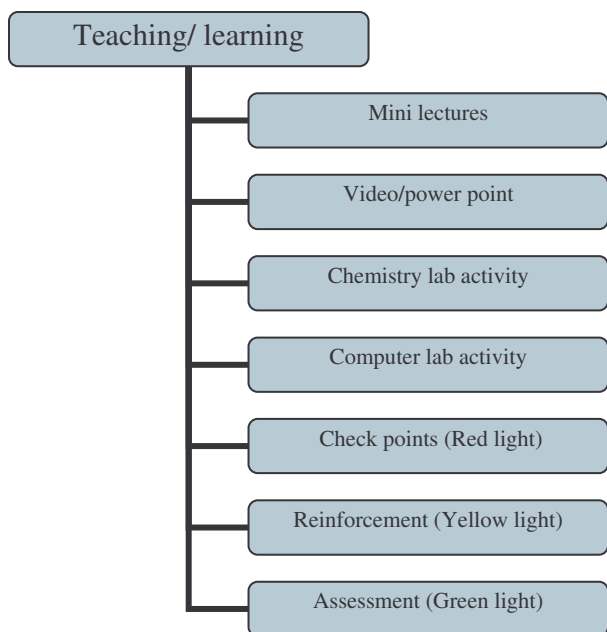 Teaching/ learning
Mini lectures
Video/power point
Chemistry lab activity
Computer lab activity
Check points (Red light)
Reinforcement (Yellow light)
Assessment (Green light)